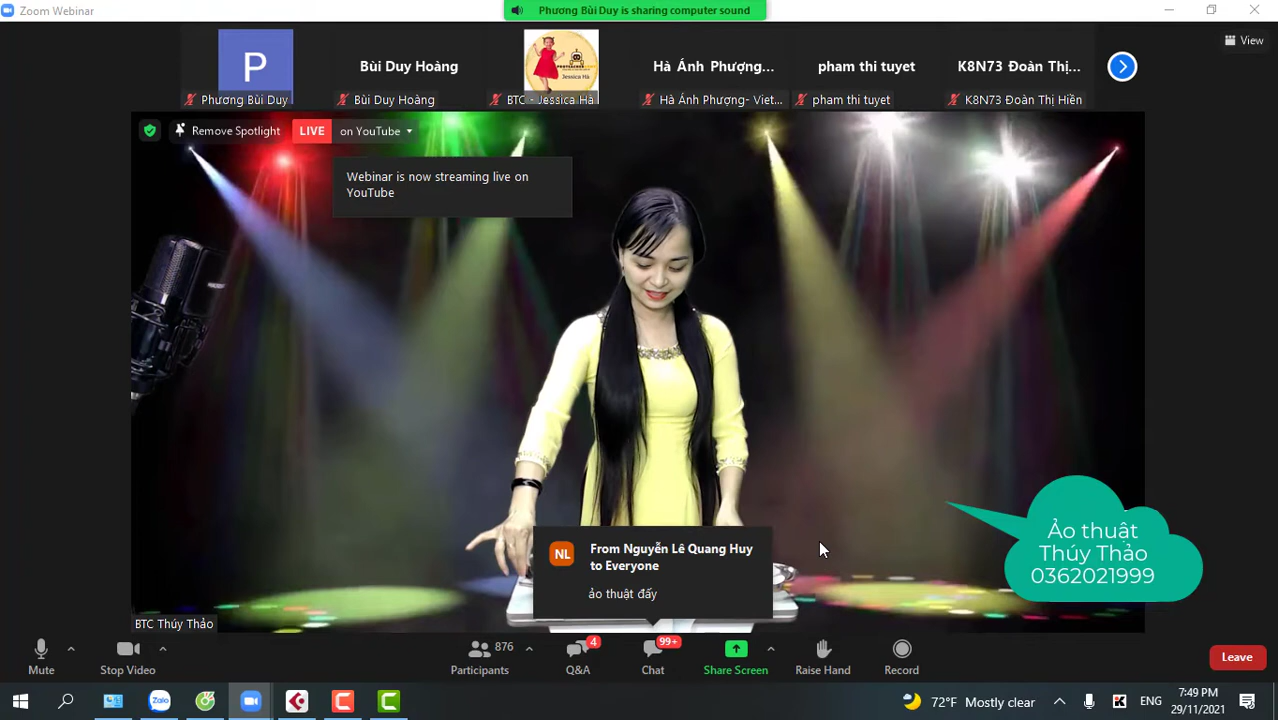 Zoom Webinar
Phương Bùi Duy is sharing computer sound
View
P
Bùi Duy Hoàng
Hà Ánh Phượng...
pham thi tuyet
K8N73 Đoàn Thị...
Phương Bùi Duy
Bùi Duy Hoàng
BTC - Jessica Hà
Hà Ánh Phượng- Viet...
pham thi tuyet
K8N73 Đoàn Thị Hiền
Jessica Hà
Remove Spotlight
LIVE
on YouTube
Webinar is now streaming live on
YouTube
NL
From Nguyễn Lê Quang Huy
to Everyone
ảo thuật đấy
Ảo thuật
Thúy Thảo
0362021999
BTC Thúy Thảo
Mute
Stop Video
876
Participants
4
Q&A
99+
Chat
Share Screen
Raise Hand
Record
Leave
Zalo
72°F Mostly clear
ENG
7:49 PM
29/11/2021